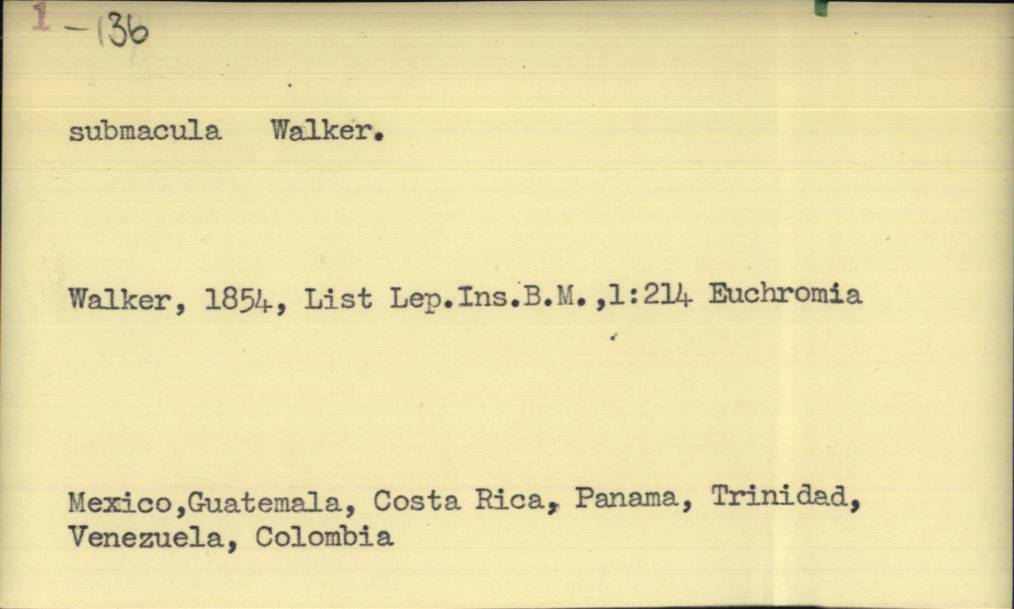 1 -136
submacula Walker.
Walker, 1854, List Lep.Ins.B.M.,1:214 Euchromia
Mexico,Guatemala, Costa Rica, Panama, Trinidad,
Venezuela, Colombia